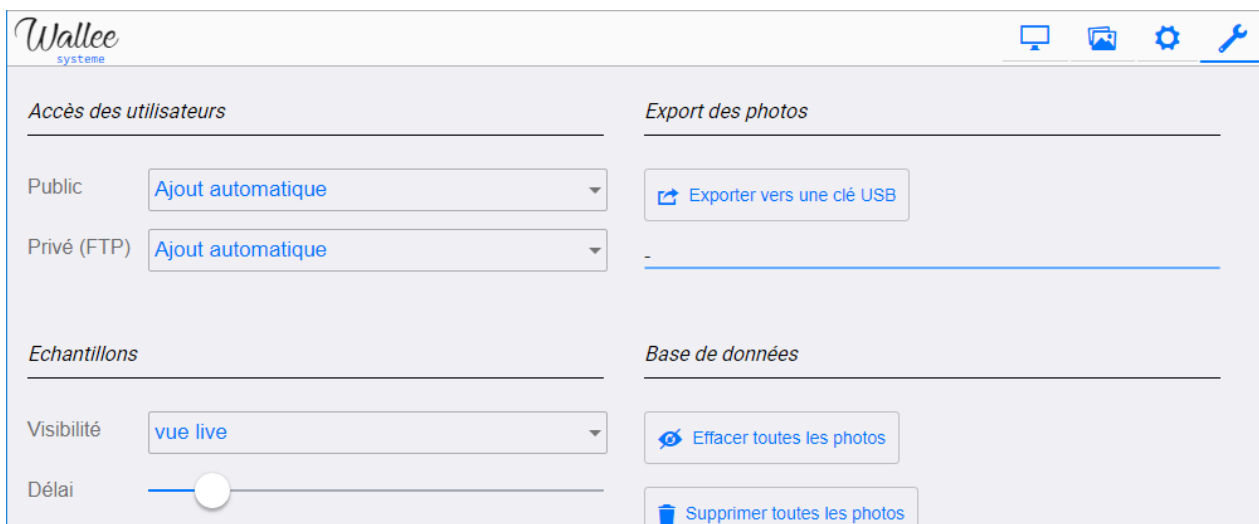 Wallee
systeme
Accès des utilisateurs
Public
Ajout automatique
Privé (FTP)
Ajout automatique
Echantillons
Visibilité
vue live
Délai
Export des photos
Exporter vers une clé USB
-
Base de données
Effacer toutes les photos
Supprimer toutes les photos